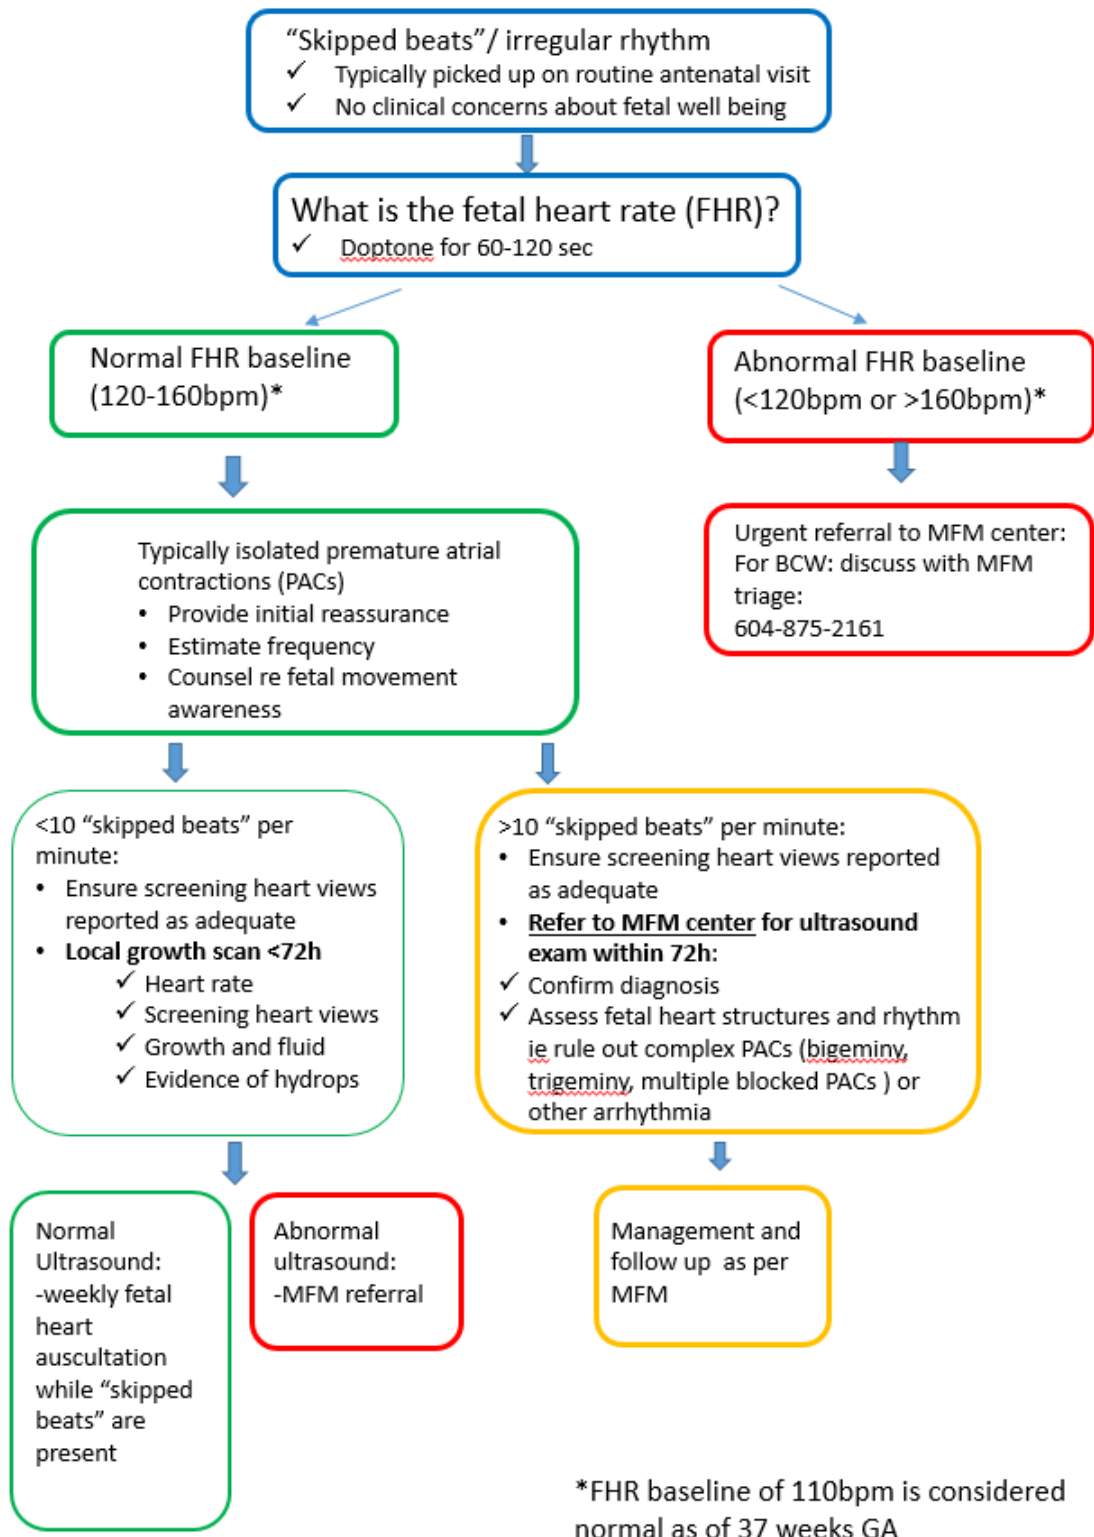 “Skipped beats”/ irregular rhythm
✓ Typically picked up on routine antenatal visit
✓ No clinical concerns about fetal well being
What is the fetal heart rate (FHR)?
✓ Doptone for 60-120 sec
Normal FHR baseline
(120-160bpm)*
Abnormal FHR baseline
(<120bpm or >160bpm)*
Urgent referral to MFM center:
For BCW: discuss with MFM
triage:
604-875-2161
Typically isolated premature atrial
contractions (PACs)
• Provide initial reassurance
• Estimate frequency
• Counsel re fetal movement
awareness
<10 “skipped beats” per
minute:
• Ensure screening heart views
reported as adequate
• Local growth scan <72h
✓ Heart rate
✓ Screening heart views
✓ Growth and fluid
✓ Evidence of hydrops
>10 “skipped beats” per minute:
• Ensure screening heart views reported
as adequate
• Refer to MFM center for ultrasound
exam within 72h:
✓ Confirm diagnosis
✓ Assess fetal heart structures and rhythm
ie rule out complex PACs (bigeminy,
trigeminy, multiple blocked PACs ) or
other arrhythmia
Normal
Ultrasound:
-weekly fetal
heart
auscultation
while “skipped
beats” are
present
Abnormal
ultrasound:
-MFM referral
Management and
follow up as per
MFM
*FHR baseline of 110bpm is considered
normal as of 37 weeks GA